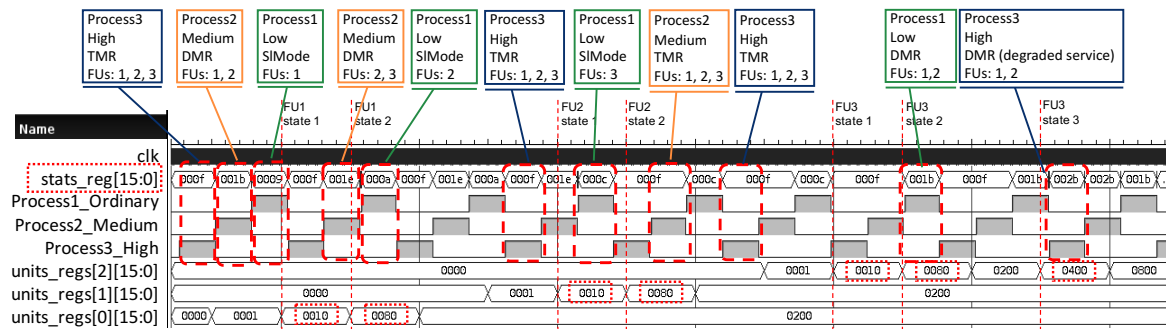 Process3
High
TMR
FUs: 1, 2, 3
Process2
Medium
DMR
FUs: 1, 2
Process1
Low
SlMode
FUs: 1
Process2
Medium
DMR
FUs: 2, 3
Process1
Low
SlMode
FUs: 2
Process3
High
TMR
FUs: 1, 2, 3
Process1
Low
SlMode
FUs: 3
Process2
Medium
TMR
FUs: 1, 2, 3
Process3
High
TMR
FUs: 1, 2, 3
Process1
Low
DMR
FUs: 1,2
Process3
High
DMR (degraded service)
FUs: 1, 2
FU1
state 1
FU1
state 2
FU2
state 1
FU2
state 2
FU3
state 1
FU3
state 2
FU3
state 3
Name
clk
stats_reg[15:0] 000f 001b 0009 000f 001e 000a 000f 001e 000a 000f 001e 000c 000f 000c 000f 000c 000f 001b 000f 001b 002b 002b 001b
Process1_Ordinary
Process2_Medium
Process3_High
units_regs[2][15:0] 0000 0001 0010 0080 0200 0400 0800
units_regs[1][15:0] 0000 0001 0010 0080 0200
units_regs[0][15:0] 0000 0001 0010 0080 0200